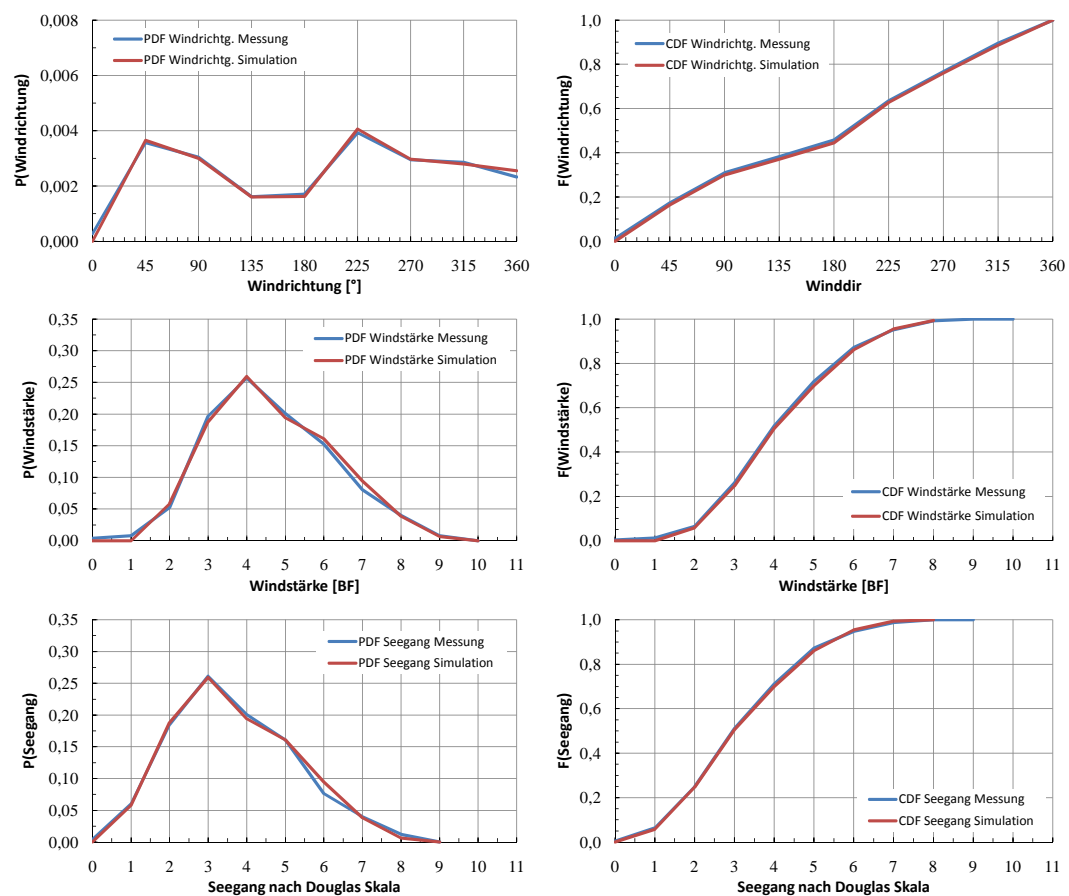 0,008
0,006
0,004
0,002
0,000
P(Windrichtung)
PDF Windrichtg. Messung
PDF Windrichtg. Simulation
0 45 90 135 180 225 270 315 360
Windrichtung [°]
1,0
0,8
0,6
0,4
0,2
0,0
F(Windrichtung)
CDF Windrichtg. Messung
CDF Windrichtg. Simulation
0 45 90 135 180 225 270 315 360
Winddir
0,35
0,30
0,25
0,20
0,15
0,10
0,05
0,00
P(Windstärke)
PDF Windstärke Messung
PDF Windstärke Simulation
0 1 2 3 4 5 6 7 8 9 10 11
Windstärke [BF]
1,0
0,8
0,6
0,4
0,2
0,0
F(Windstärke)
CDF Windstärke Messung
CDF Windstärke Simulation
0 1 2 3 4 5 6 7 8 9 10 11
Windstärke [BF]
0,35
0,30
0,25
0,20
0,15
0,10
0,05
0,00
P(Seegang)
PDF Seegang Messung
PDF Seegang Simulation
0 1 2 3 4 5 6 7 8 9 10 11
Seegang nach Douglas Skala
1,0
0,8
0,6
0,4
0,2
0,0
F(Seegang)
CDF Seegang Messung
CDF Seegang Simulation
0 1 2 3 4 5 6 7 8 9 10 11
Seegang nach Douglas Skala